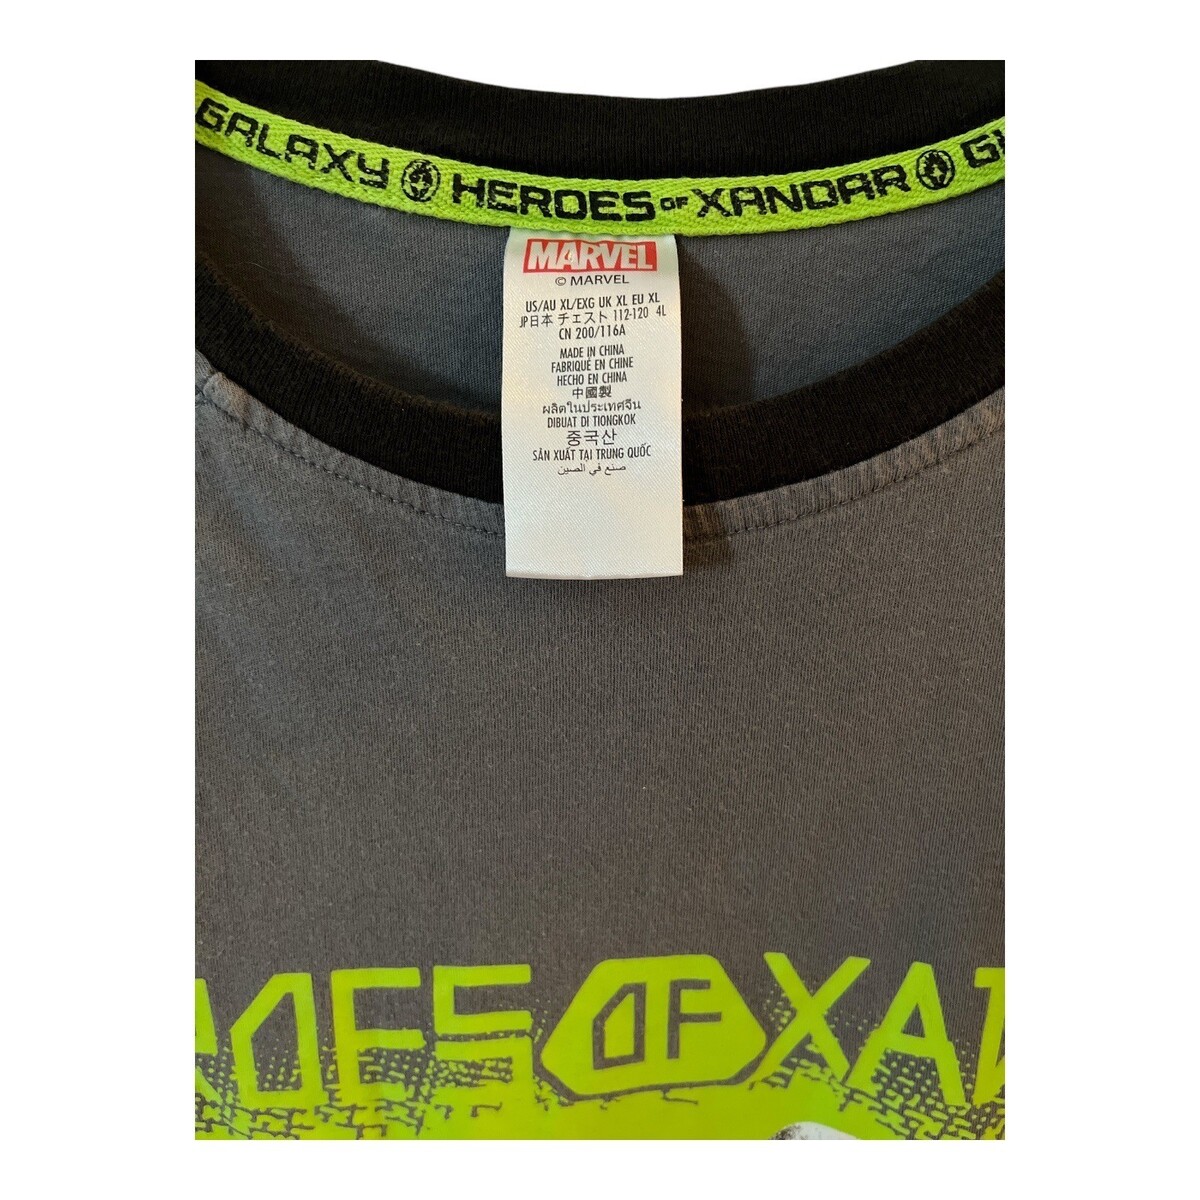 GALAXY HEROES OF XANDAR
MARVEL
© MARVEL
US/AU XL/EXG UK XL EU XL
JP日本 チェスト 112-120 4L
CN 200/116A
MADE IN CHINA
FABRIQUÉ EN CHINE
HECHO EN CHINA
中國製
ผลิตในประเทศจีน
DIBUAT DI TIONGKOK
중국산
SẢN XUẤT TẠI TRUNG QUỐC
صنع في الصين
OES OF XAN